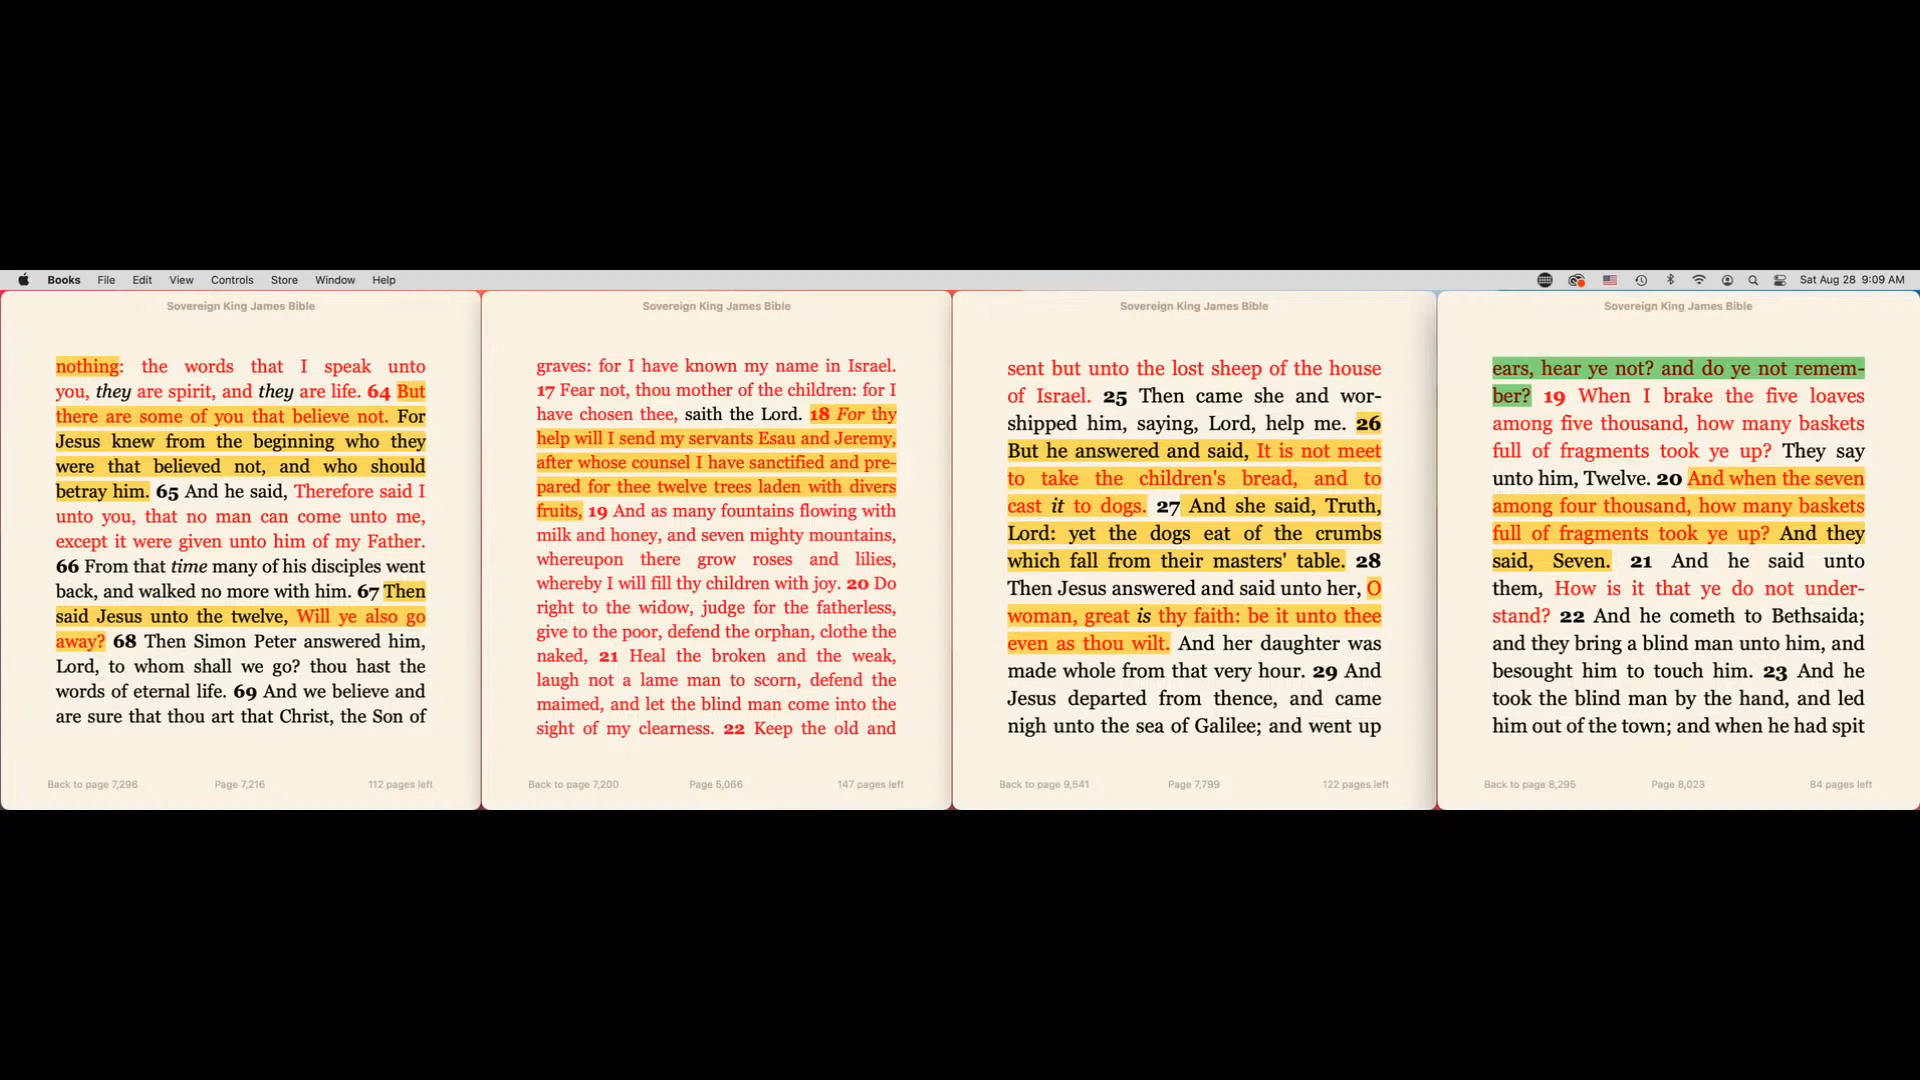 Books File Edit View Controls Store Window Help Sat Aug 28 9:09 AM
Sovereign King James Bible
nothing: the words that I speak unto
you, they are spirit, and they are life. 64 But
there are some of you that believe not. For
Jesus knew from the beginning who they
were that believed not, and who should
betray him. 65 And he said, Therefore said I
unto you, that no man can come unto me,
except it were given unto him of my Father.
66 From that time many of his disciples went
back, and walked no more with him. 67 Then
said Jesus unto the twelve, Will ye also go
away? 68 Then Simon Peter answered him,
Lord, to whom shall we go? thou hast the
words of eternal life. 69 And we believe and
are sure that thou art that Christ, the Son of
Back to page 7,296 Page 7,216 112 pages left
Sovereign King James Bible
graves: for I have known my name in Israel.
17 Fear not, thou mother of the children: for I
have chosen thee, saith the Lord. 18 For thy
help will I send my servants Esau and Jeremy,
after whose counsel I have sanctified and pre-
pared for thee twelve trees laden with divers
fruits, 19 And as many fountains flowing with
milk and honey, and seven mighty mountains,
whereupon there grow roses and lilies,
whereby I will fill thy children with joy. 20 Do
right to the widow, judge for the fatherless,
give to the poor, defend the orphan, clothe the
naked, 21 Heal the broken and the weak,
laugh not a lame man to scorn, defend the
maimed, and let the blind man come into the
sight of my clearness. 22 Keep the old and
Back to page 7,200 Page 5,066 147 pages left
Sovereign King James Bible
sent but unto the lost sheep of the house
of Israel. 25 Then came she and wor-
shipped him, saying, Lord, help me. 26
But he answered and said, It is not meet
to take the children's bread, and to
cast it to dogs. 27 And she said, Truth,
Lord: yet the dogs eat of the crumbs
which fall from their masters' table. 28
Then Jesus answered and said unto her, O
woman, great is thy faith: be it unto thee
even as thou wilt. And her daughter was
made whole from that very hour. 29 And
Jesus departed from thence, and came
nigh unto the sea of Galilee; and went up
Back to page 9,541 Page 7,799 122 pages left
Sovereign King James Bible
ears, hear ye not? and do ye not remem-
ber? 19 When I brake the five loaves
among five thousand, how many baskets
full of fragments took ye up? They say
unto him, Twelve. 20 And when the seven
among four thousand, how many baskets
full of fragments took ye up? And they
said, Seven. 21 And he said unto
them, How is it that ye do not under-
stand? 22 And he cometh to Bethsaida;
and they bring a blind man unto him, and
besought him to touch him. 23 And he
took the blind man by the hand, and led
him out of the town; and when he had spit
Back to page 8,295 Page 8,023 84 pages left